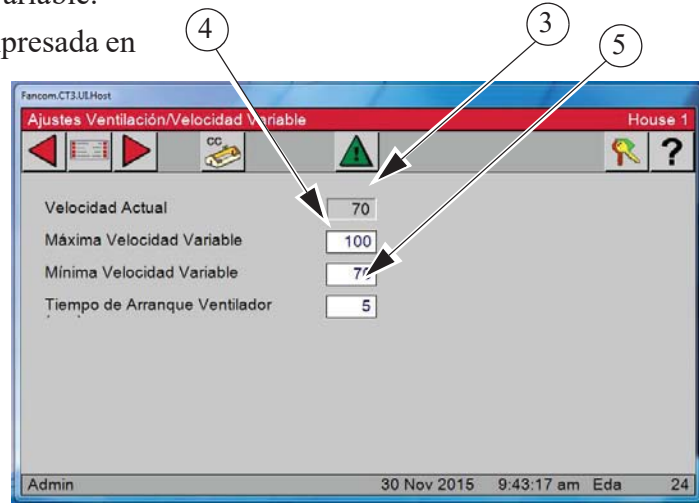 ariable.
presada en
4
3
5
Fancom.CT3.UI.Host
Ajustes Ventilación/Velocidad Variable House 1
CC
?
Velocidad Actual 70
Máxima Velocidad Variable 100
Mínima Velocidad Variable 70
Tiempo de Arranque Ventilador 5
Admin 30 Nov 2015 9:43:17 am Eda 24